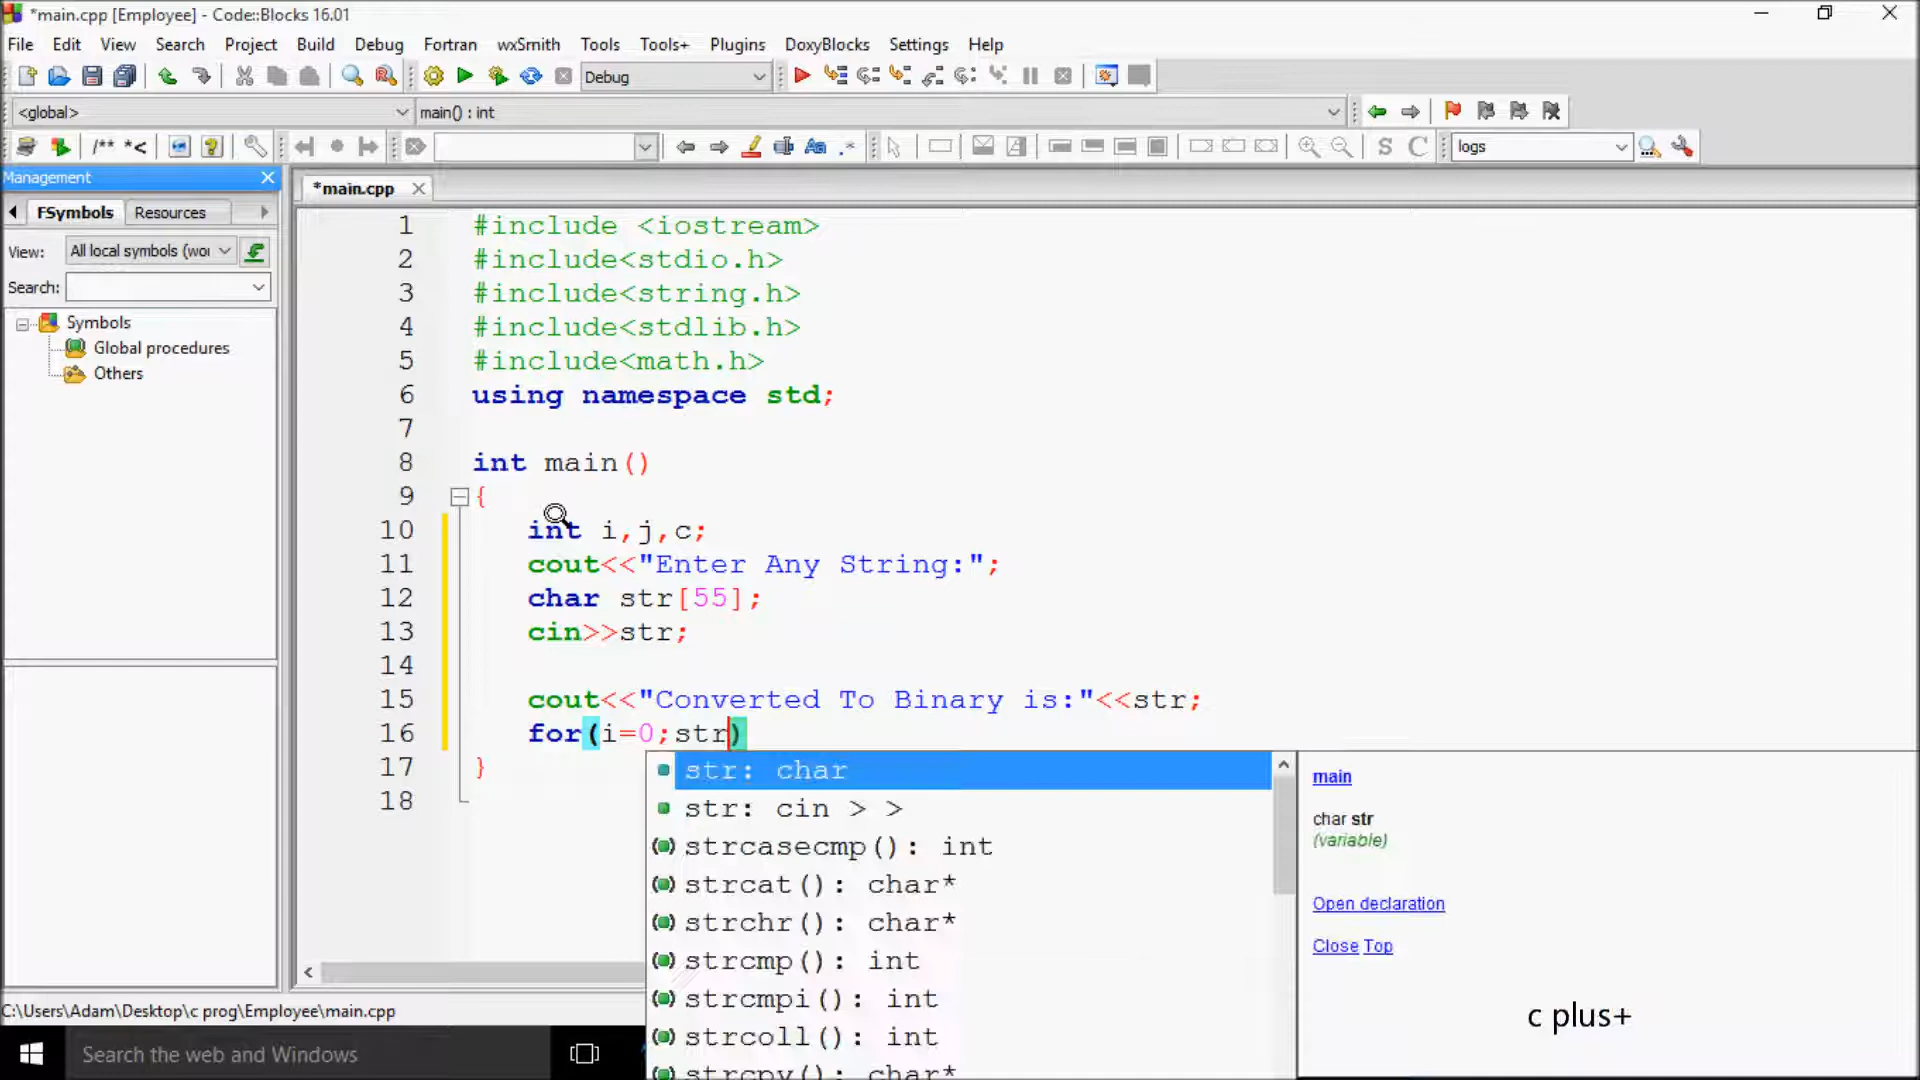 *main.cpp [Employee] - Code::Blocks 16.01
File Edit View Search Project Build Debug Fortran wxSmith Tools Tools+ Plugins DoxyBlocks Settings Help
Debug
<global> main() : int
/** *< logs
Management
FSymbols Resources
*main.cpp
View: All local symbols (wor
Search:
Symbols
Global procedures
Others
1 #include <iostream>
2 #include<stdio.h>
3 #include<string.h>
4 #include<stdlib.h>
5 #include<math.h>
6 using namespace std;
7
8 int main()
9 {
10 int i,j,c;
11 cout<<"Enter Any String:";
12 char str[55];
13 cin>>str;
14
15 cout<<"Converted To Binary is:"<<str;
16 for(i=0;str)
17 }
18
str: char
str: cin > >
strcasecmp(): int
strcat(): char*
strchr(): char*
strcmp(): int
strcmpi(): int
strcoll(): int
strcpy(): char*
main
char str
(variable)
Open declaration
Close Top
c plus+
C:\Users\Adam\Desktop\c prog\Employee\main.cpp
Search the web and Windows